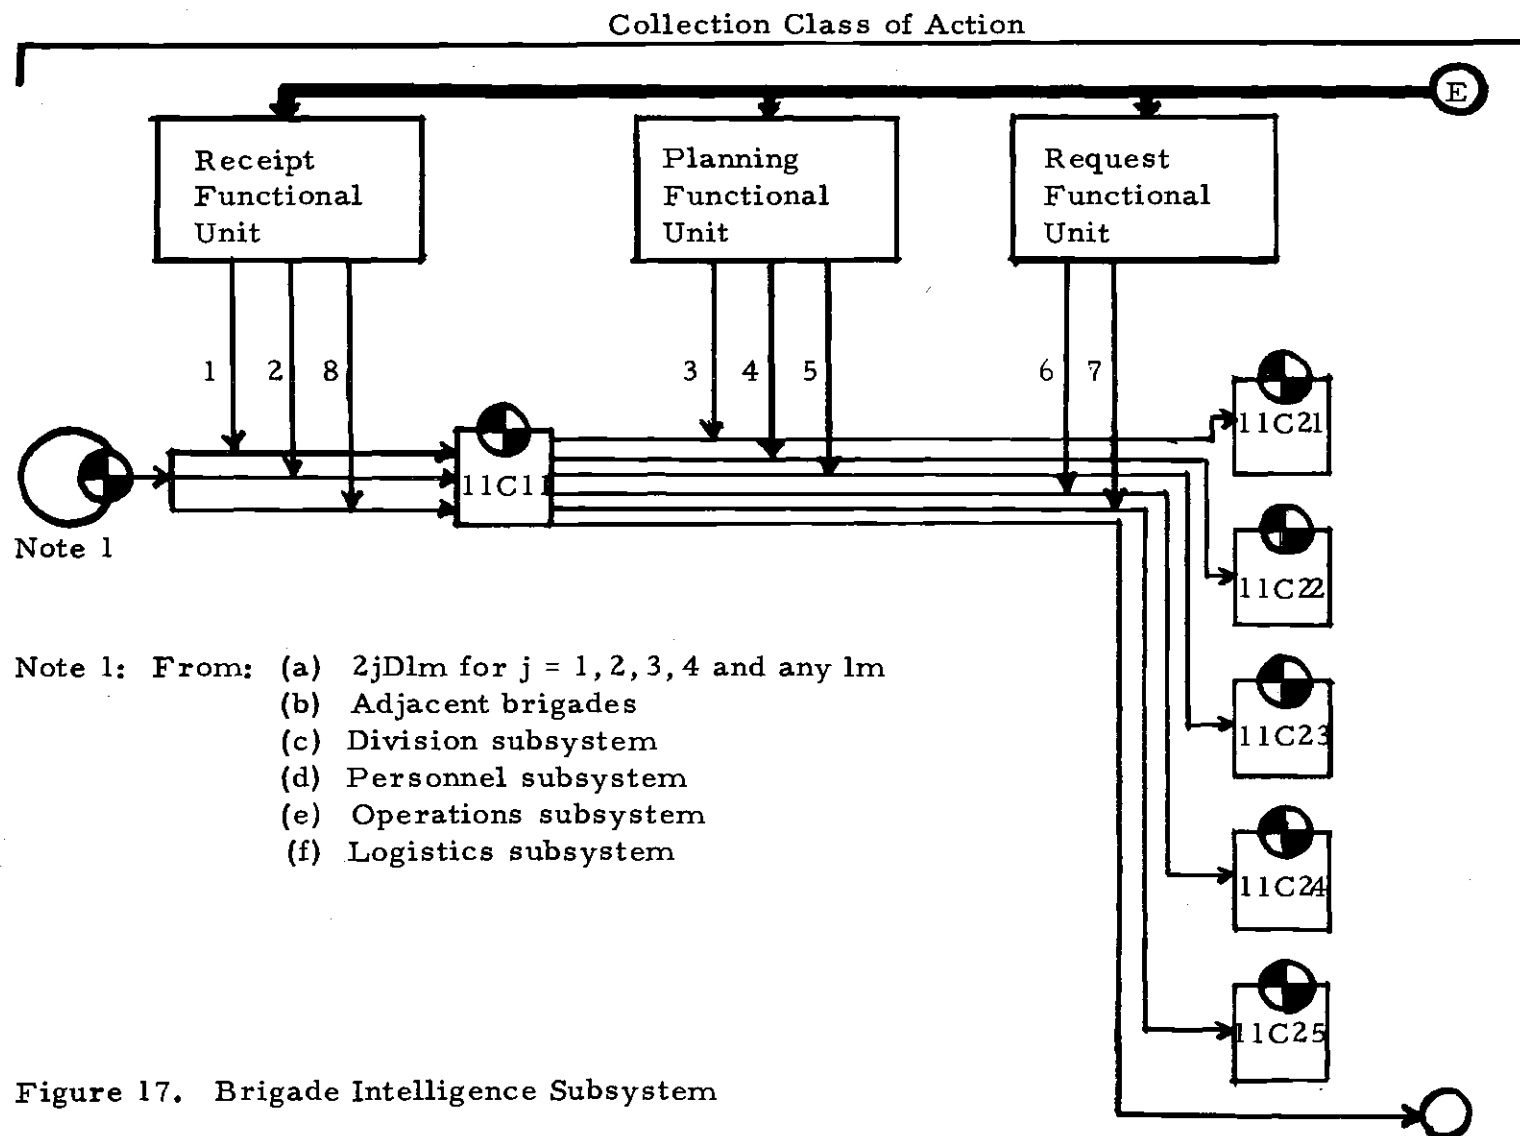 Collection Class of Action
E
Receipt
Functional
Unit
Planning
Functional
Unit
Request
Functional
Unit
1 2 8 3 4 5 6 7
11C11
11C21
11C22
11C23
11C24
11C25
Note 1
Note 1: From: (a) 2jDlm for j = 1, 2, 3, 4 and any lm
(b) Adjacent brigades
(c) Division subsystem
(d) Personnel subsystem
(e) Operations subsystem
(f) Logistics subsystem
Figure 17. Brigade Intelligence Subsystem